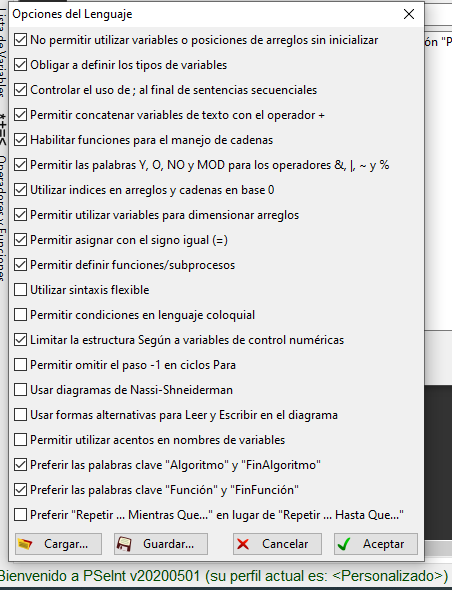 Opciones del Lenguaje
No permitir utilizar variables o posiciones de arreglos sin inicializar
Obligar a definir los tipos de variables
Controlar el uso de ; al final de sentencias secuenciales
Permitir concatenar variables de texto con el operador +
Habilitar funciones para el manejo de cadenas
Permitir las palabras Y, O, NO y MOD para los operadores &, |, ~ y %
Utilizar indices en arreglos y cadenas en base 0
Permitir utilizar variables para dimensionar arreglos
Permitir asignar con el signo igual (=)
Permitir definir funciones/subprocesos
Utilizar sintaxis flexible
Permitir condiciones en lenguaje coloquial
Limitar la estructura Según a variables de control numéricas
Permitir omitir el paso -1 en ciclos Para
Usar diagramas de Nassi-Shneiderman
Usar formas alternativas para Leer y Escribir en el diagrama
Permitir utilizar acentos en nombres de variables
Preferir las palabras clave "Algoritmo" y "FinAlgoritmo"
Preferir las palabras clave "Función" y "FinFunción"
Preferir "Repetir ... Mientras Que..." en lugar de "Repetir ... Hasta Que..."
Cargar... Guardar... Cancelar Aceptar
Bienvenido a PSeInt v20200501 (su perfil actual es: <Personalizado>)
Lista de Variables
*+=<
Operadores y Funciones
ón "P